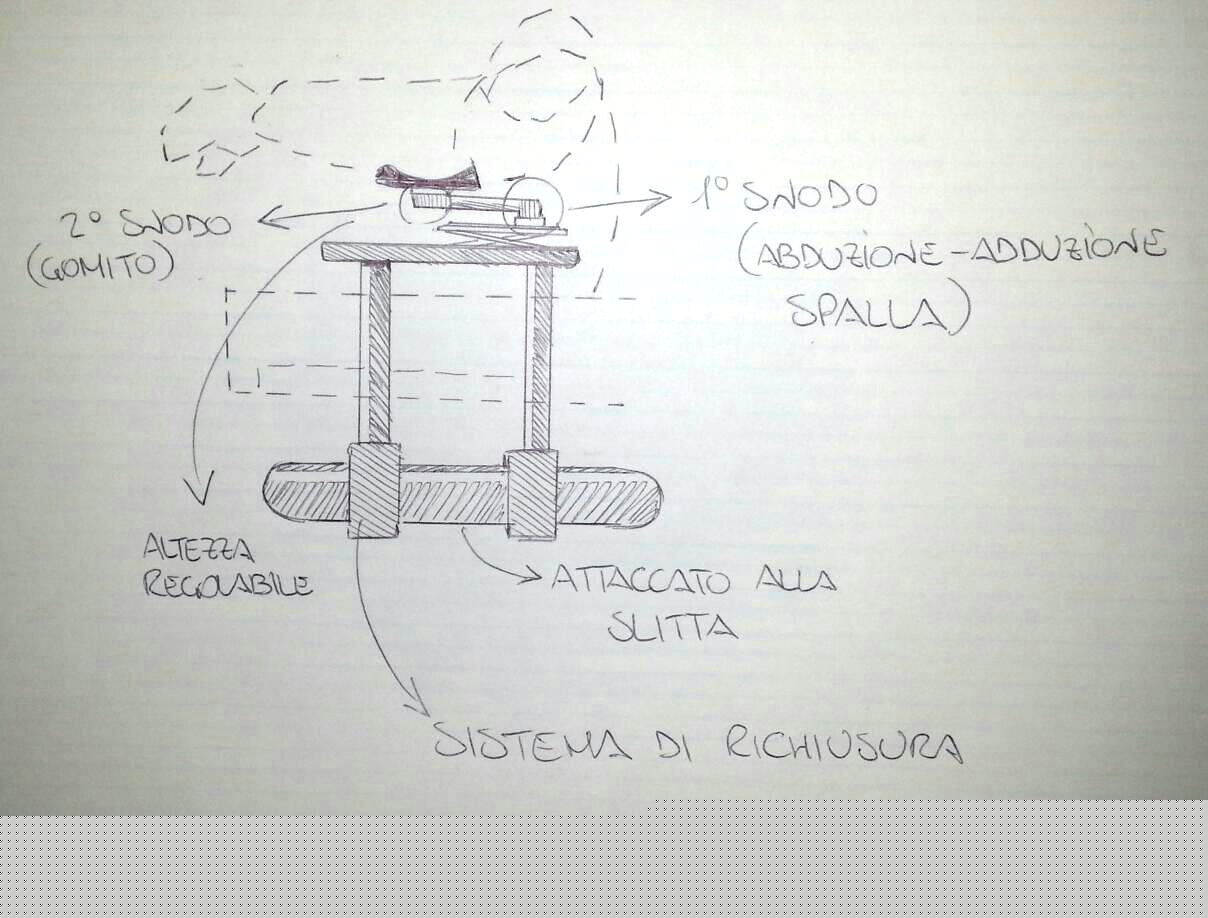 1° SNODO
(ABDUZIONE-ADDUZIONE
SPALLA)
2° SNODO
(GOMITO)
ALTEZZA
REGOLABILE
ATTACCATO ALLA
SLITTA
SISTEMA DI RICHIUSURA